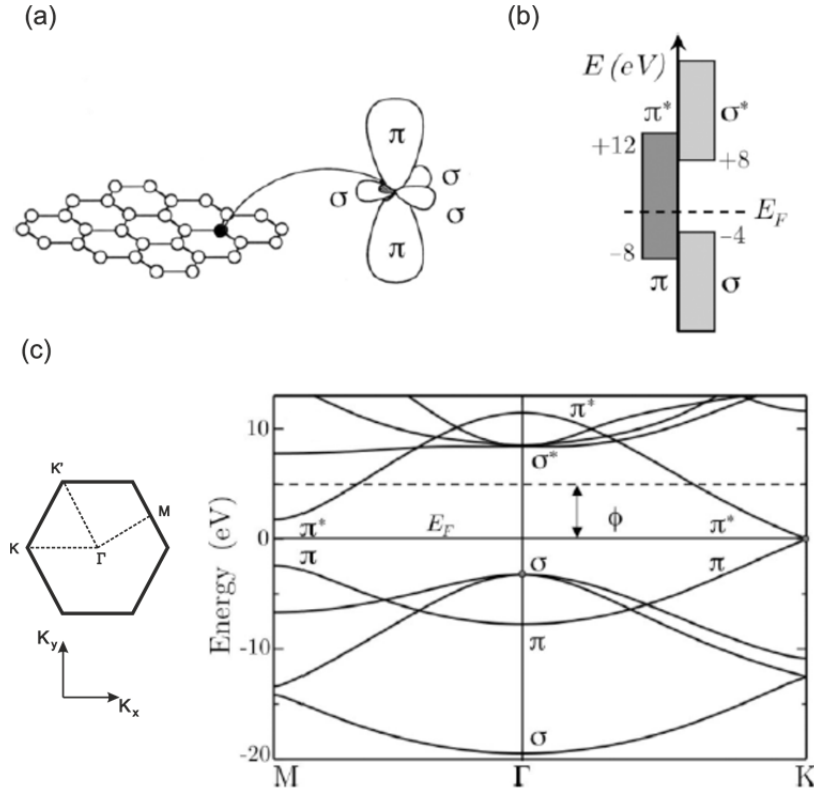 (a)
π
σ
σ
σ
π
(b)
E (eV)
π* σ*
+12
+8
E_F
-4
-8
π σ
(c)
K'
M
K
Γ
K_y
K_x
Energy (eV)
10
0
-10
-20
π*
σ*
φ
π* E_F π*
π σ π
π
σ
M Γ K